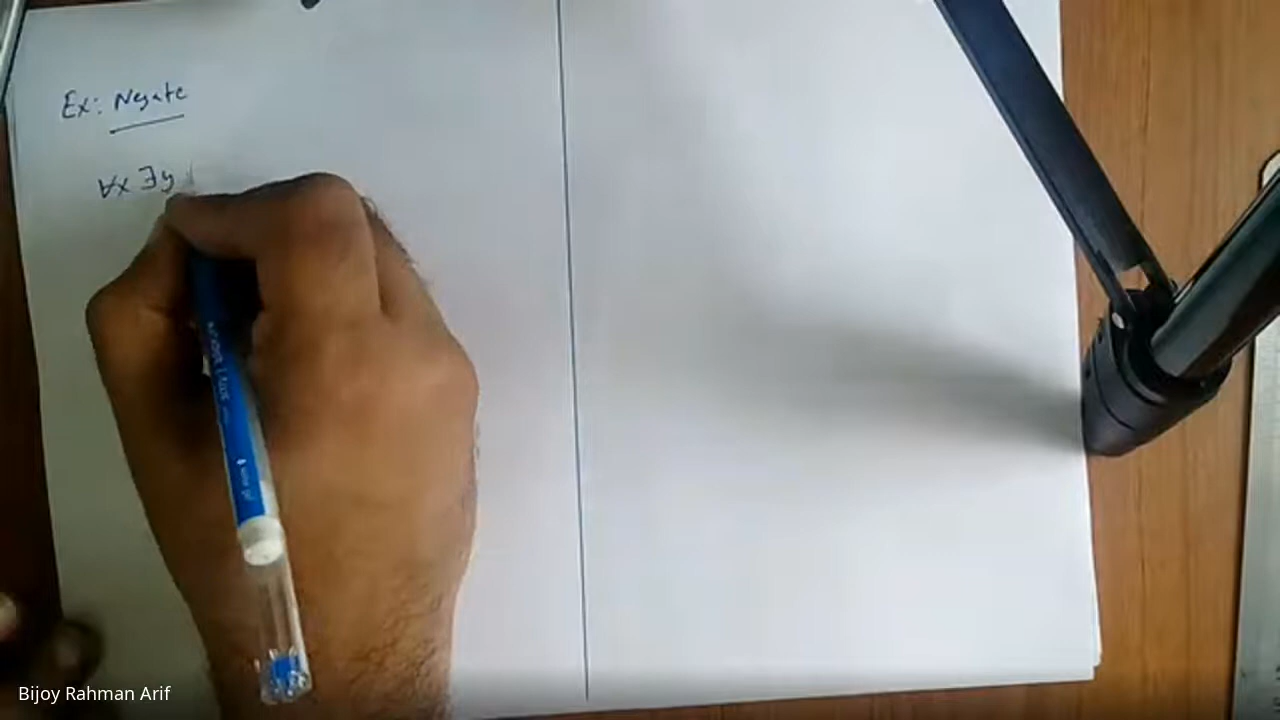 Ex: Negate
∀x ∃y
Bijoy Rahman Arif